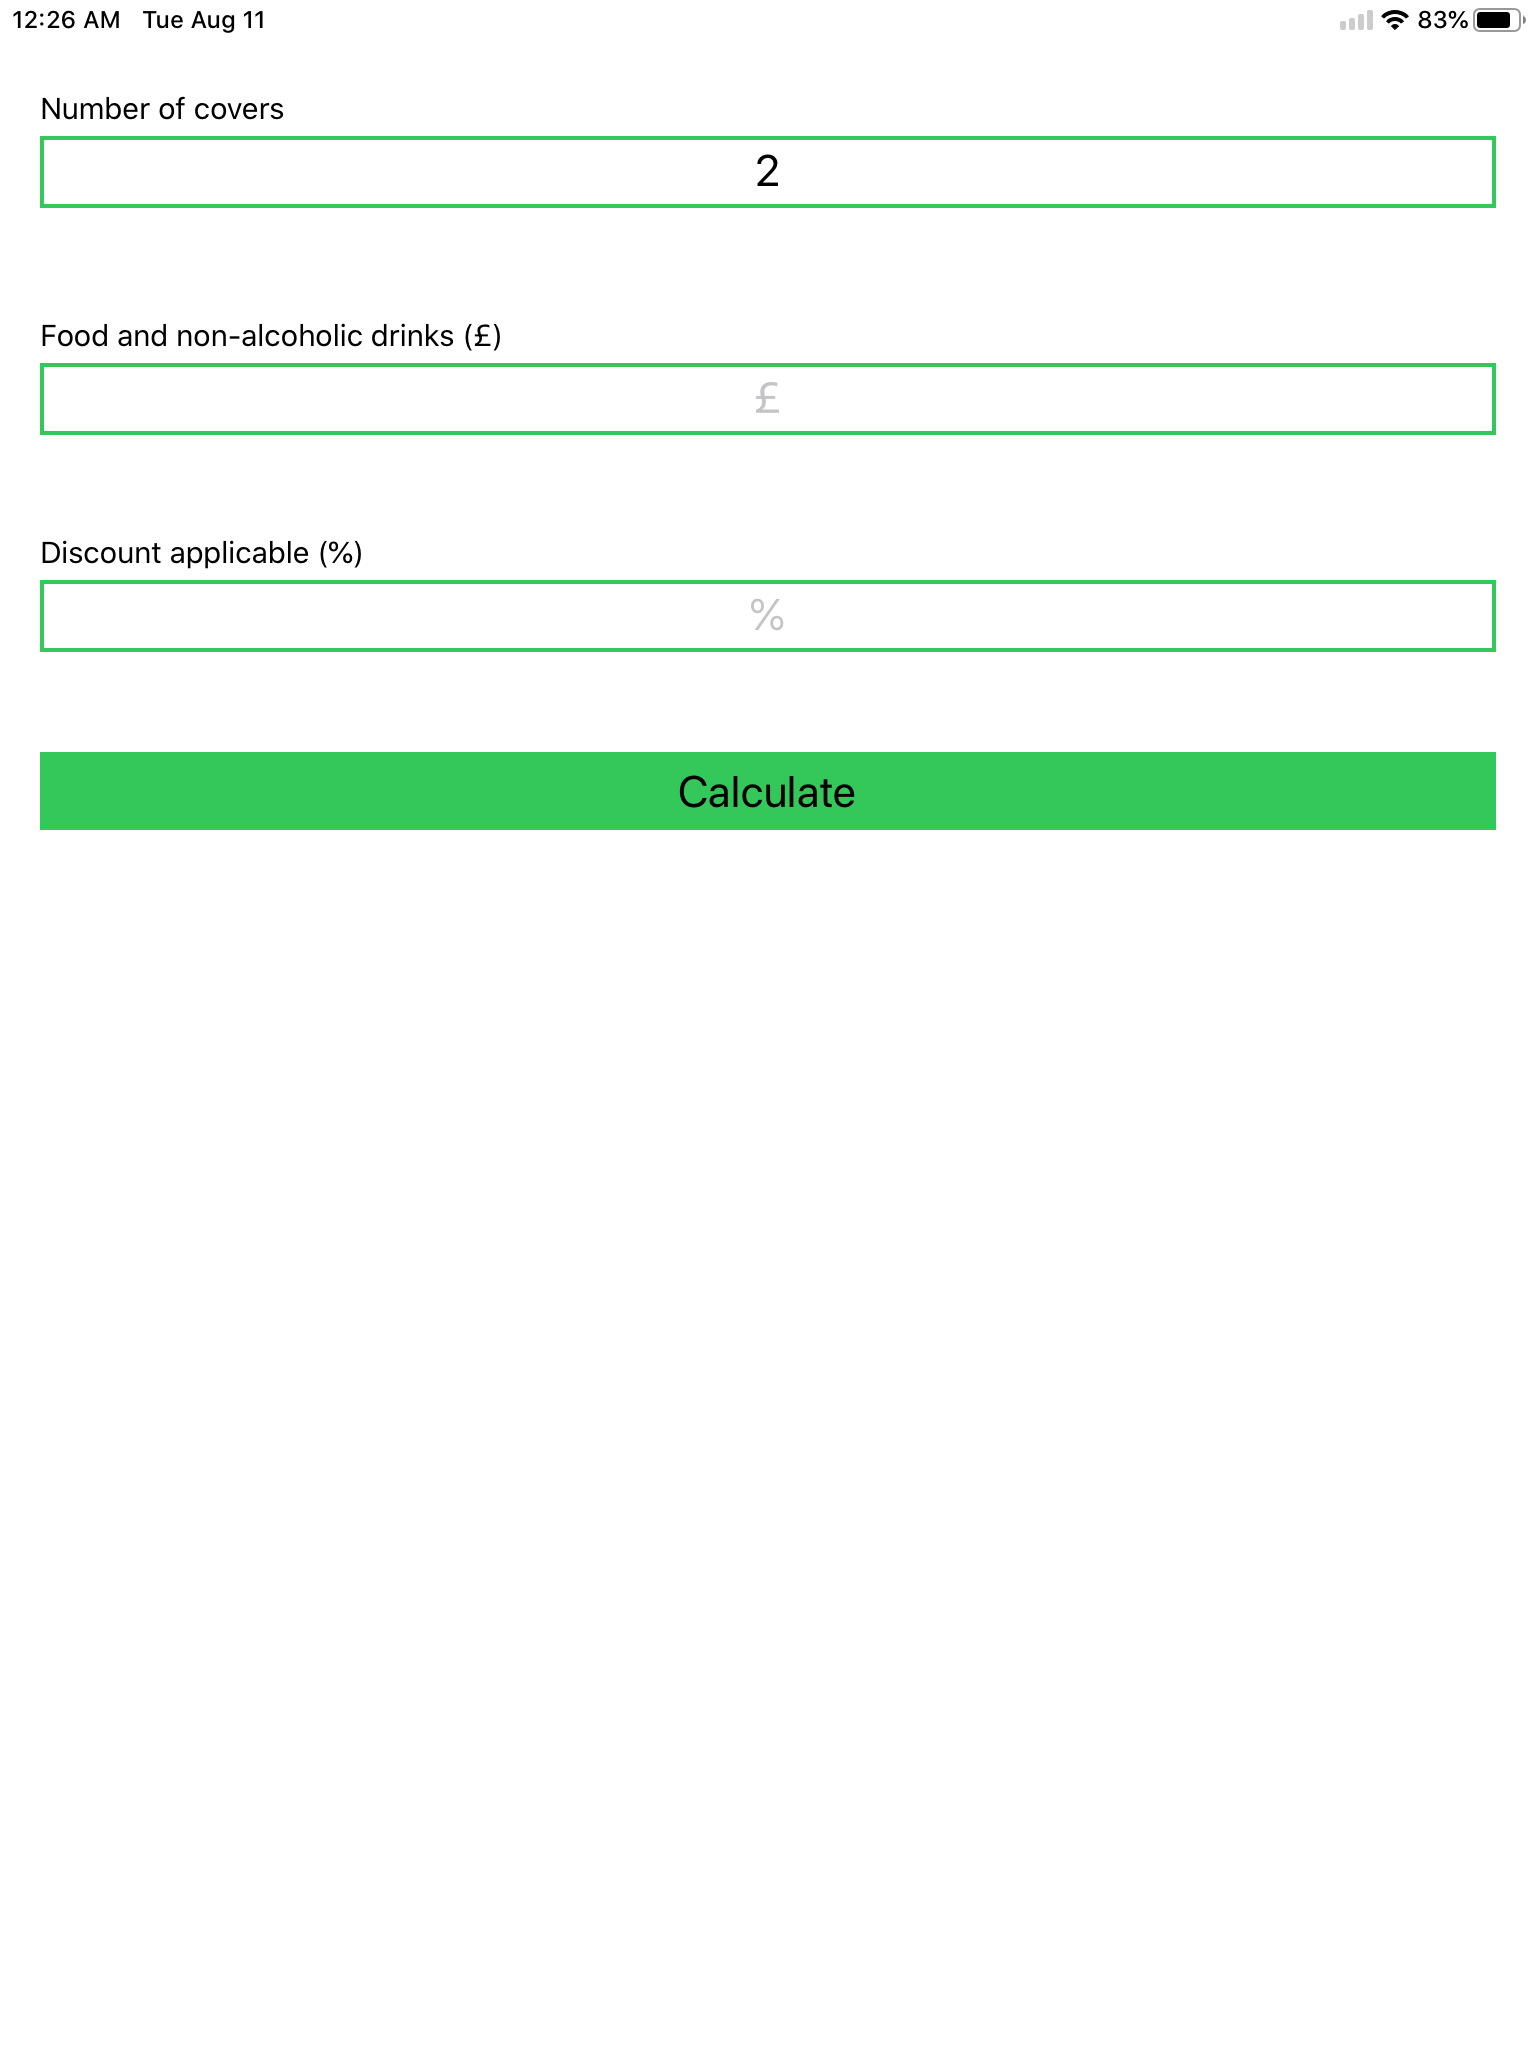 12:26 AM Tue Aug 11 83%
Number of covers
2
Food and non-alcoholic drinks (£)
£
Discount applicable (%)
%
Calculate